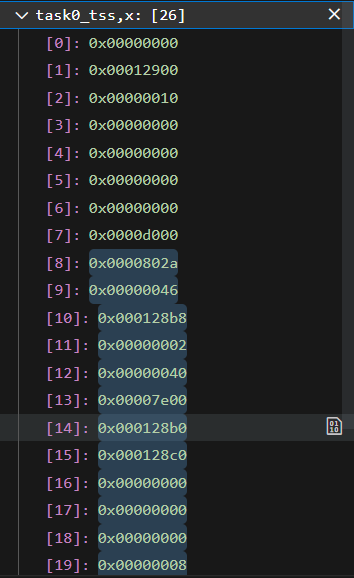 task0_tss,x: [26]
[0]: 0x00000000
[1]: 0x00012900
[2]: 0x00000010
[3]: 0x00000000
[4]: 0x00000000
[5]: 0x00000000
[6]: 0x00000000
[7]: 0x0000d000
[8]: 0x0000802a
[9]: 0x00000046
[10]: 0x000128b8
[11]: 0x00000002
[12]: 0x00000040
[13]: 0x00007e00
[14]: 0x000128b0
[15]: 0x000128c0
[16]: 0x00000000
[17]: 0x00000000
[18]: 0x00000000
[19]: 0x00000008